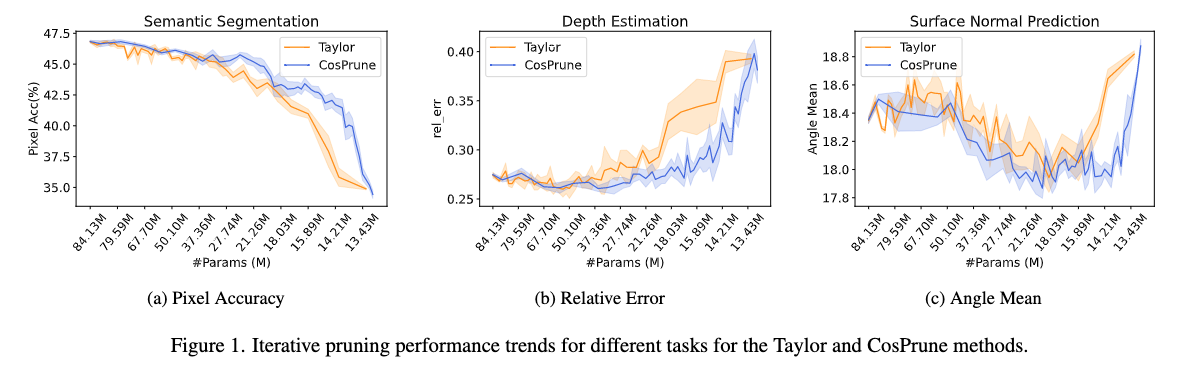 Semantic Segmentation
Pixel Acc(%)
47.5
45.0
42.5
40.0
37.5
35.0
Taylor
CosPrune
84.13M 79.59M 67.70M 50.10M 37.36M 27.74M 21.26M 18.03M 15.89M 14.21M 13.43M
#Params (M)
(a) Pixel Accuracy
Depth Estimation
rel_err
0.40
0.35
0.30
0.25
Taylor
CosPrune
84.13M 79.59M 67.70M 50.10M 37.36M 27.74M 21.26M 18.03M 15.89M 14.21M 13.43M
#Params (M)
(b) Relative Error
Surface Normal Prediction
Angle Mean
18.8
18.6
18.4
18.2
18.0
17.8
Taylor
CosPrune
84.13M 79.59M 67.70M 50.10M 37.36M 27.74M 21.26M 18.03M 15.89M 14.21M 13.43M
#Params (M)
(c) Angle Mean
Figure 1. Iterative pruning performance trends for different tasks for the Taylor and CosPrune methods.